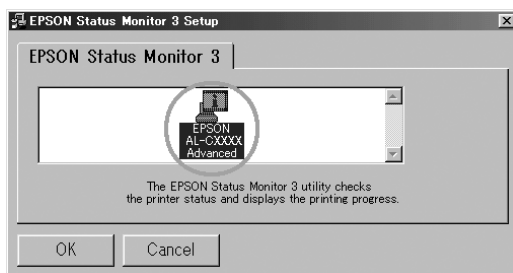 EPSON Status Monitor 3 Setup
EPSON Status Monitor 3
EPSON
AL-CXXXX
Advanced
The EPSON Status Monitor 3 utility checks
the printer status and displays the printing progress.
OK
Cancel